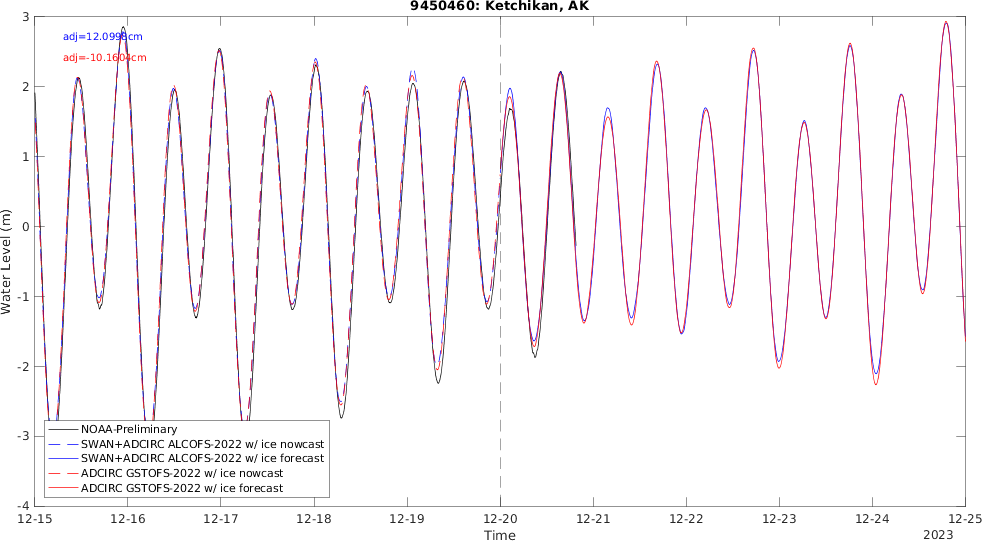 9450460: Ketchikan, AK
3
adj=12.0998cm
adj=-10.1604cm
2
1
0
-1
-2
-3
-4
Water Level (m)
NOAA-Preliminary
SWAN+ADCIRC ALCOFS-2022 w/ ice nowcast
SWAN+ADCIRC ALCOFS-2022 w/ ice forecast
ADCIRC GSTOFS-2022 w/ ice nowcast
ADCIRC GSTOFS-2022 w/ ice forecast
12-15 12-16 12-17 12-18 12-19 12-20 12-21 12-22 12-23 12-24 12-25
Time
2023